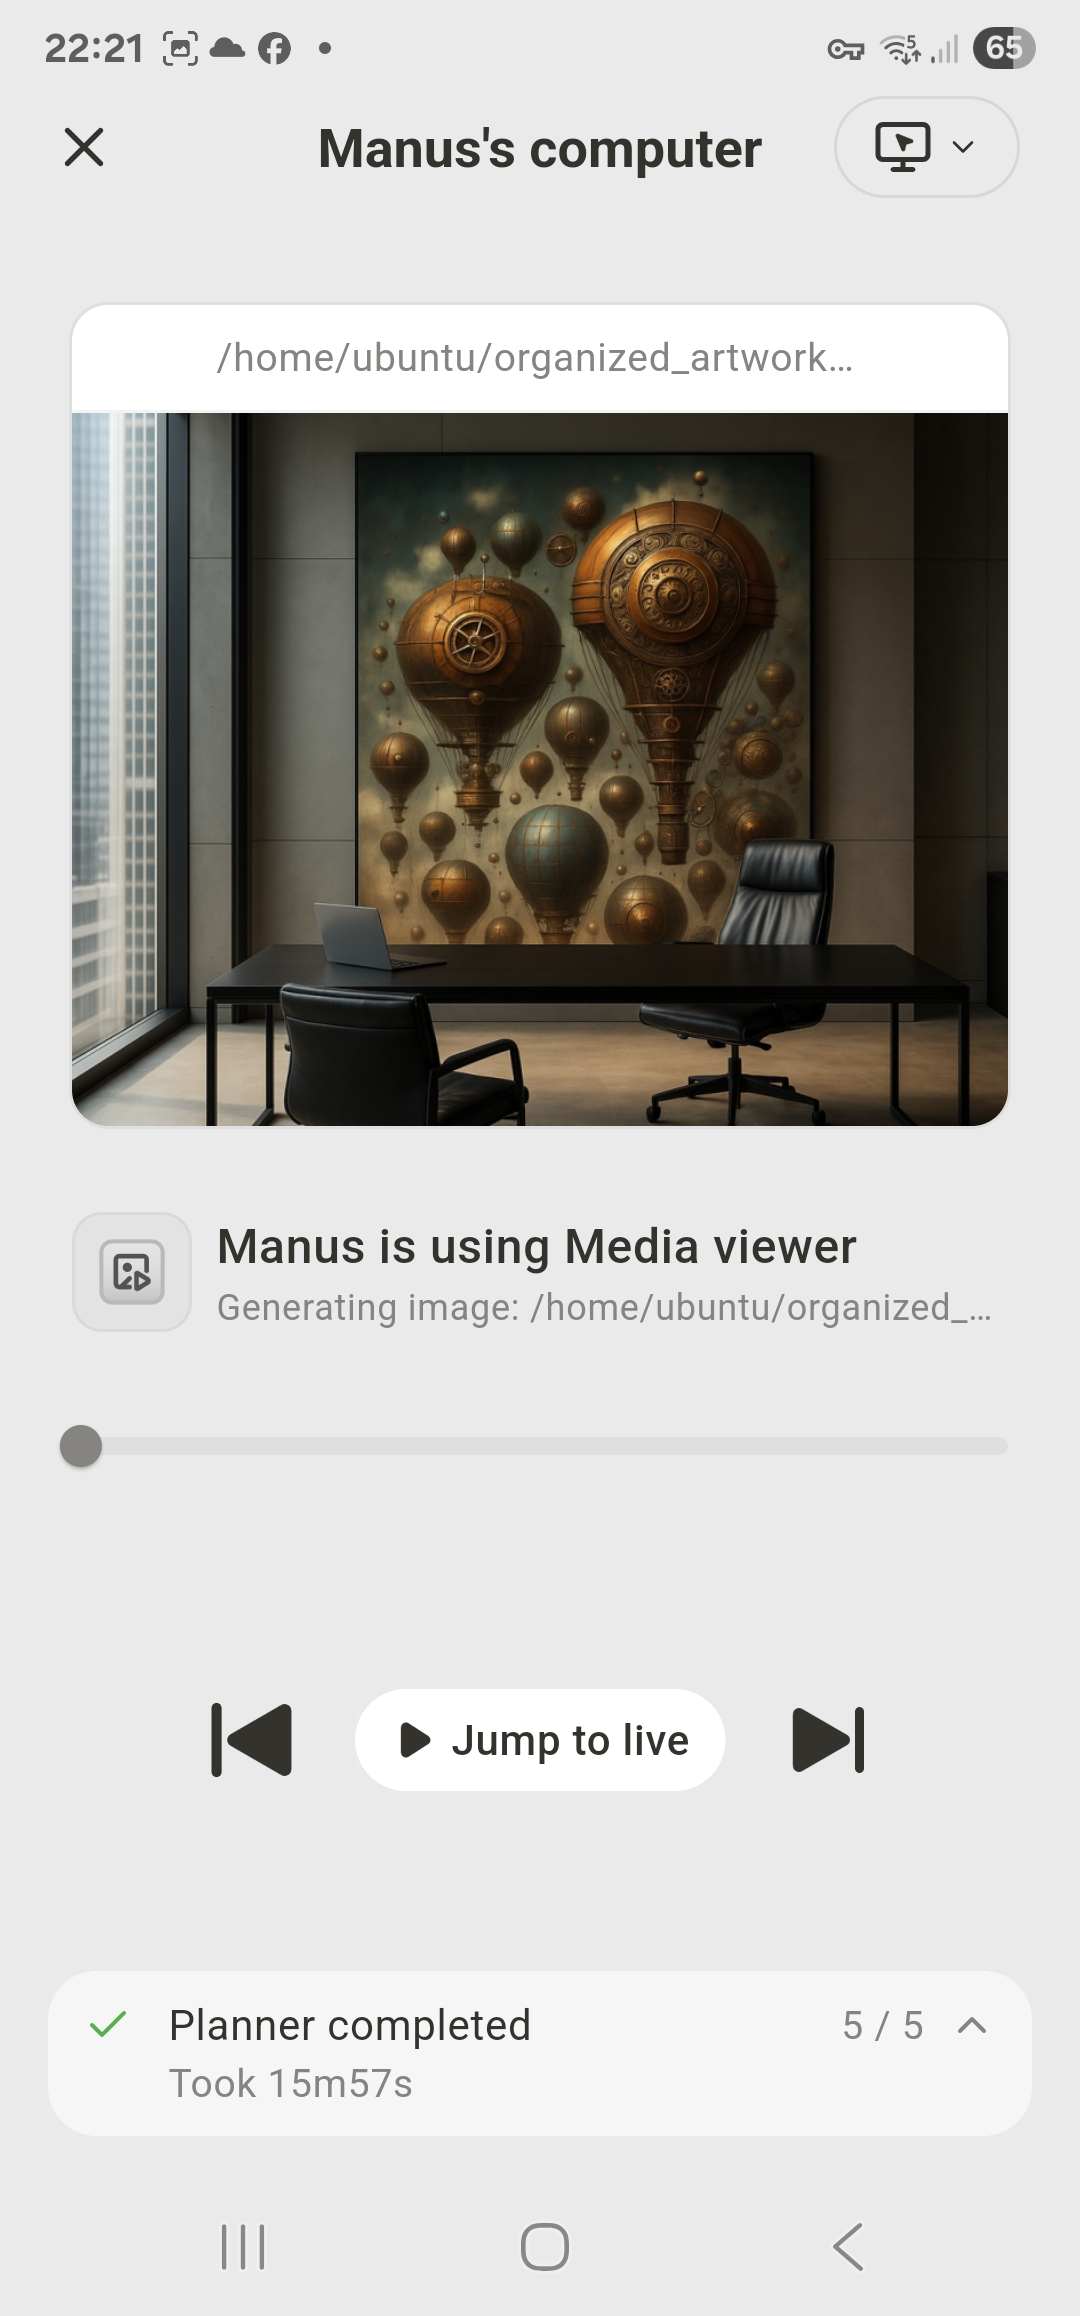 22:21
5
65
Manus's computer
/home/ubuntu/organized_artwork...
Manus is using Media viewer
Generating image: /home/ubuntu/organized_...
Jump to live
Planner completed
5 / 5
Took 15m57s